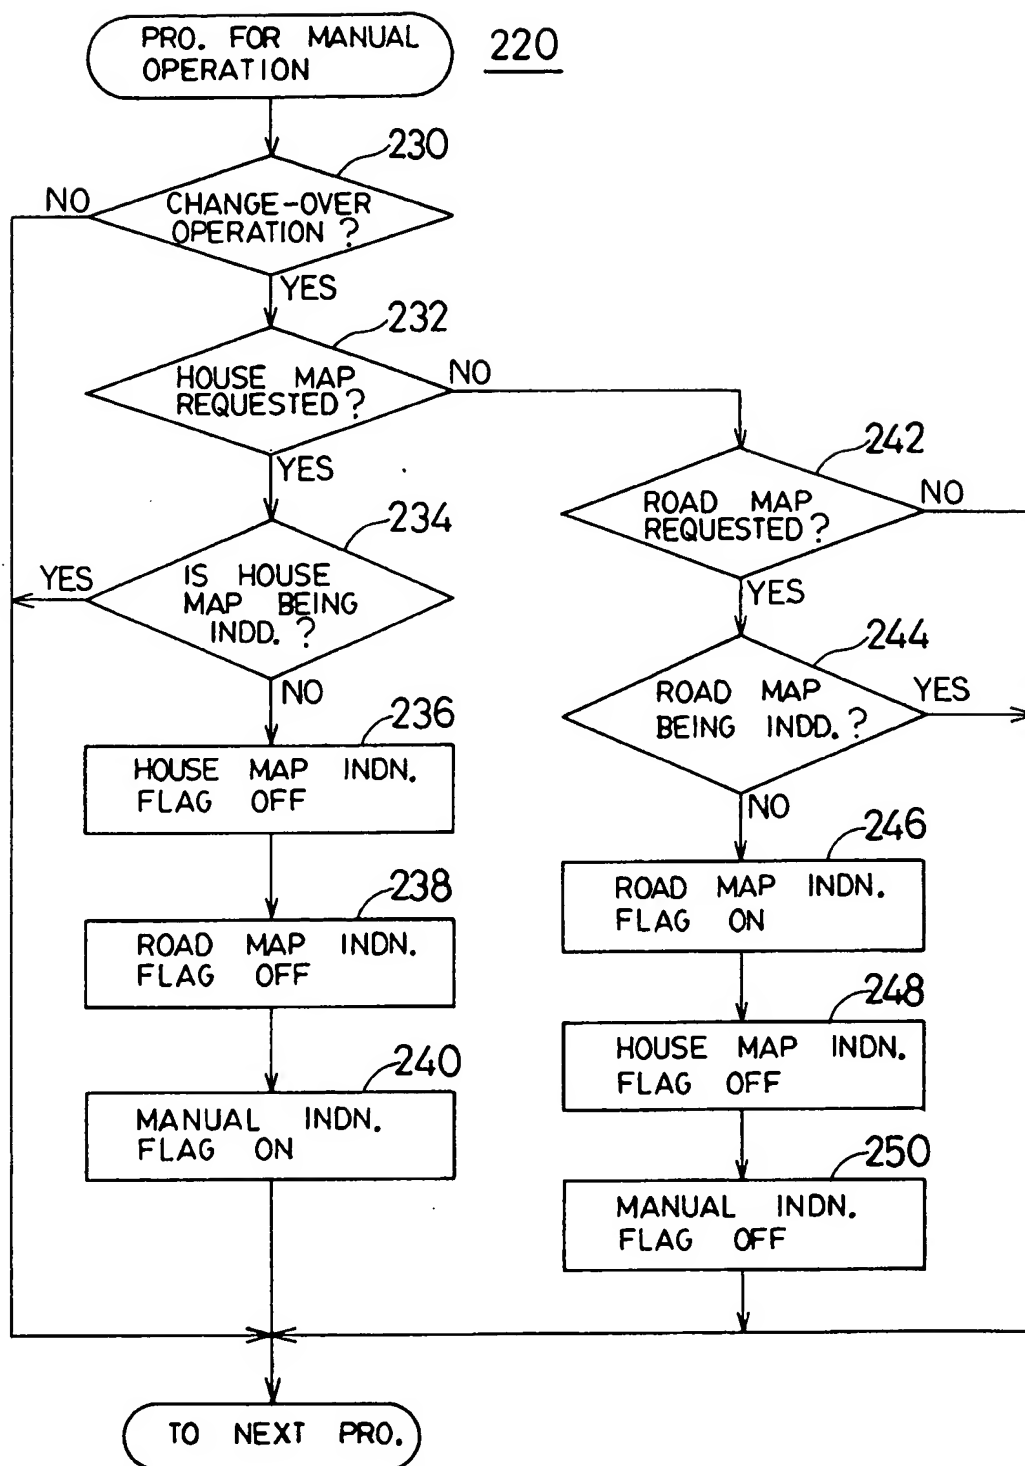 PRO. FOR MANUAL
OPERATION
220
230
NO
CHANGE-OVER
OPERATION ?
YES
232
HOUSE MAP
REQUESTED ?
NO
YES
242
ROAD MAP
REQUESTED ?
NO
234
YES
IS HOUSE
MAP BEING
INDD. ?
YES
244
ROAD MAP
BEING INDD. ?
YES
NO
236
HOUSE MAP INDN.
FLAG OFF
NO
246
ROAD MAP INDN.
FLAG ON
238
ROAD MAP INDN.
FLAG OFF
248
HOUSE MAP INDN.
FLAG OFF
240
MANUAL INDN.
FLAG ON
250
MANUAL INDN.
FLAG OFF
TO NEXT PRO.